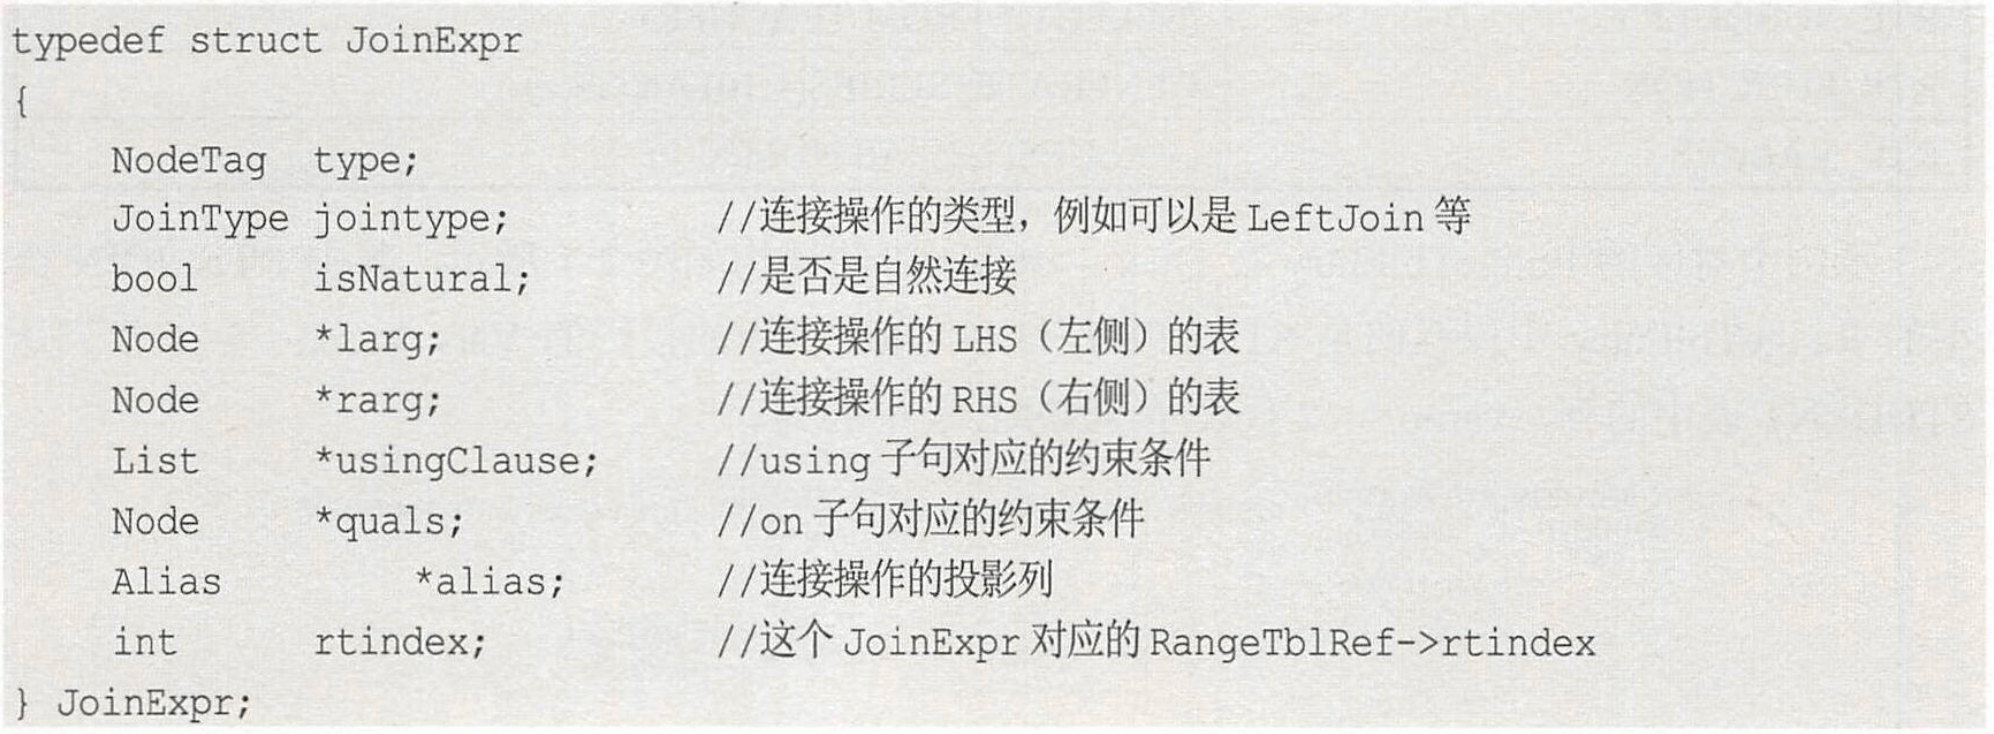 typedef struct JoinExpr
{
NodeTag type;
JoinType jointype; //连接操作的类型，例如可以是 LeftJoin 等
bool isNatural; //是否是自然连接
Node *larg; //连接操作的 LHS（左侧）的表
Node *rarg; //连接操作的 RHS（右侧）的表
List *usingClause; //using 子句对应的约束条件
Node *quals; //on 子句对应的约束条件
Alias *alias; //连接操作的投影列
int rtindex; //这个 JoinExpr 对应的 RangeTblRef->rtindex
} JoinExpr;